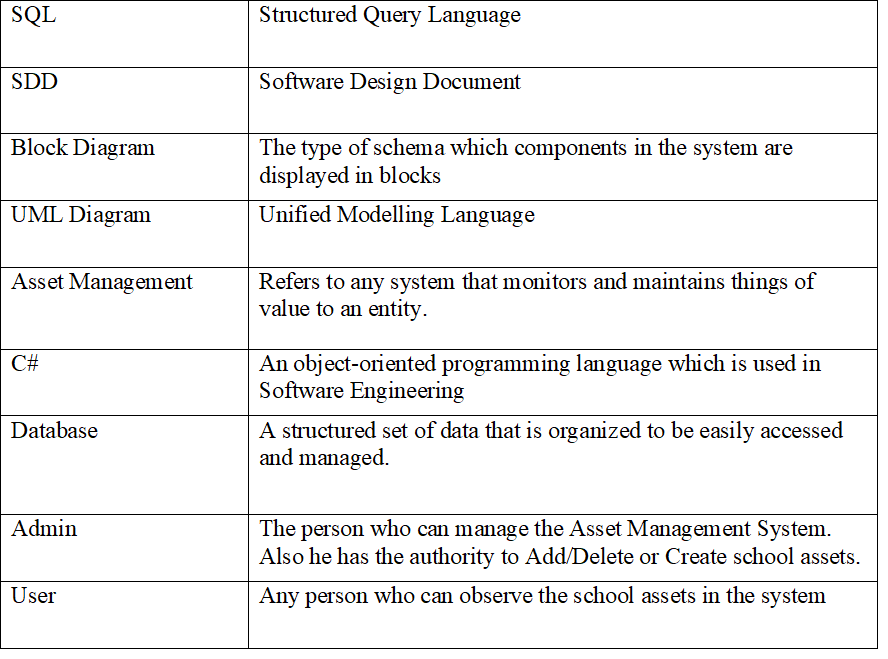 SQL
Structured Query Language
SDD
Software Design Document
Block Diagram
The type of schema which components in the system are
displayed in blocks
UML Diagram
Unified Modelling Language
Asset Management
Refers to any system that monitors and maintains things of
value to an entity.
C#
An object-oriented programming language which is used in
Software Engineering
Database
A structured set of data that is organized to be easily accessed
and managed.
Admin
The person who can manage the Asset Management System.
Also he has the authority to Add/Delete or Create school assets.
User
Any person who can observe the school assets in the system